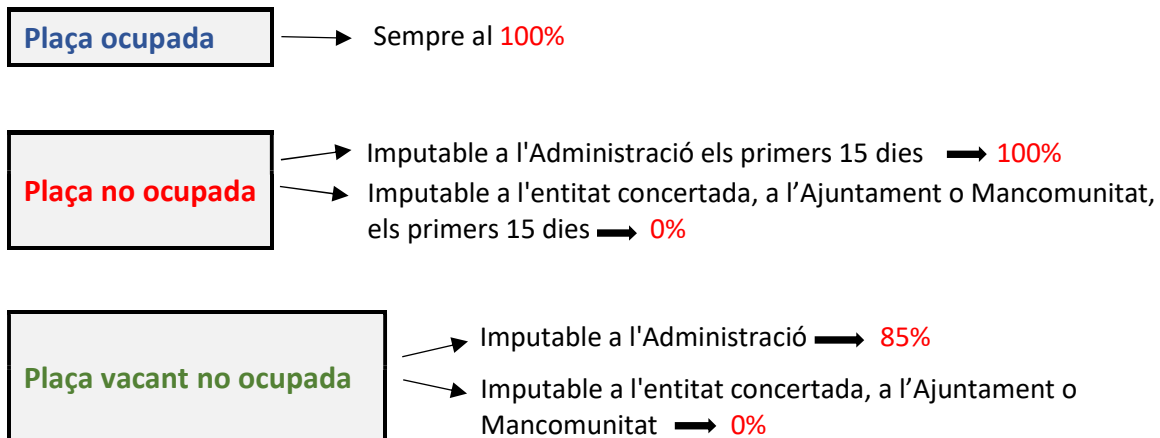 Plaça ocupada
Sempre al 100%
Plaça no ocupada
Imputable a l'Administració els primers 15 dies 100%
Imputable a l'entitat concertada, a l’Ajuntament o Mancomunitat,
els primers 15 dies 0%
Plaça vacant no ocupada
Imputable a l'Administració 85%
Imputable a l'entitat concertada, a l’Ajuntament o
Mancomunitat 0%